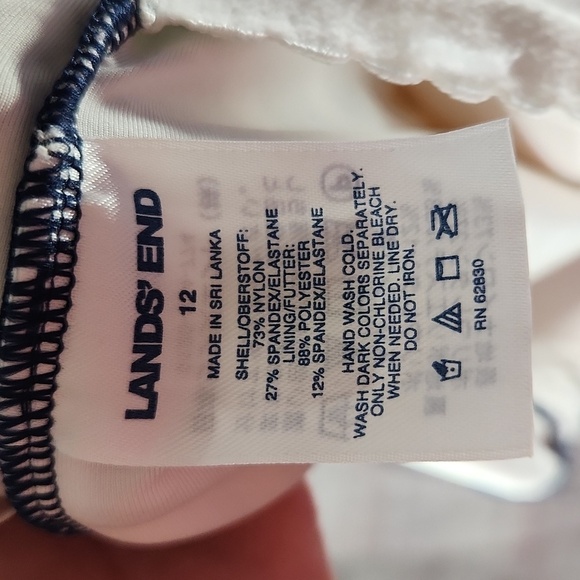 LANDS' END
12
MADE IN SRI LANKA
SHELL/OBERSTOFF:
73% NYLON
27% SPANDEX/ELASTANE
LINING/FUTTER:
88% POLYESTER
12% SPANDEX/ELASTANE
HAND WASH COLD.
WASH DARK COLORS SEPARATELY.
ONLY NON-CHLORINE BLEACH
WHEN NEEDED. LINE DRY.
DO NOT IRON.
RN 62830